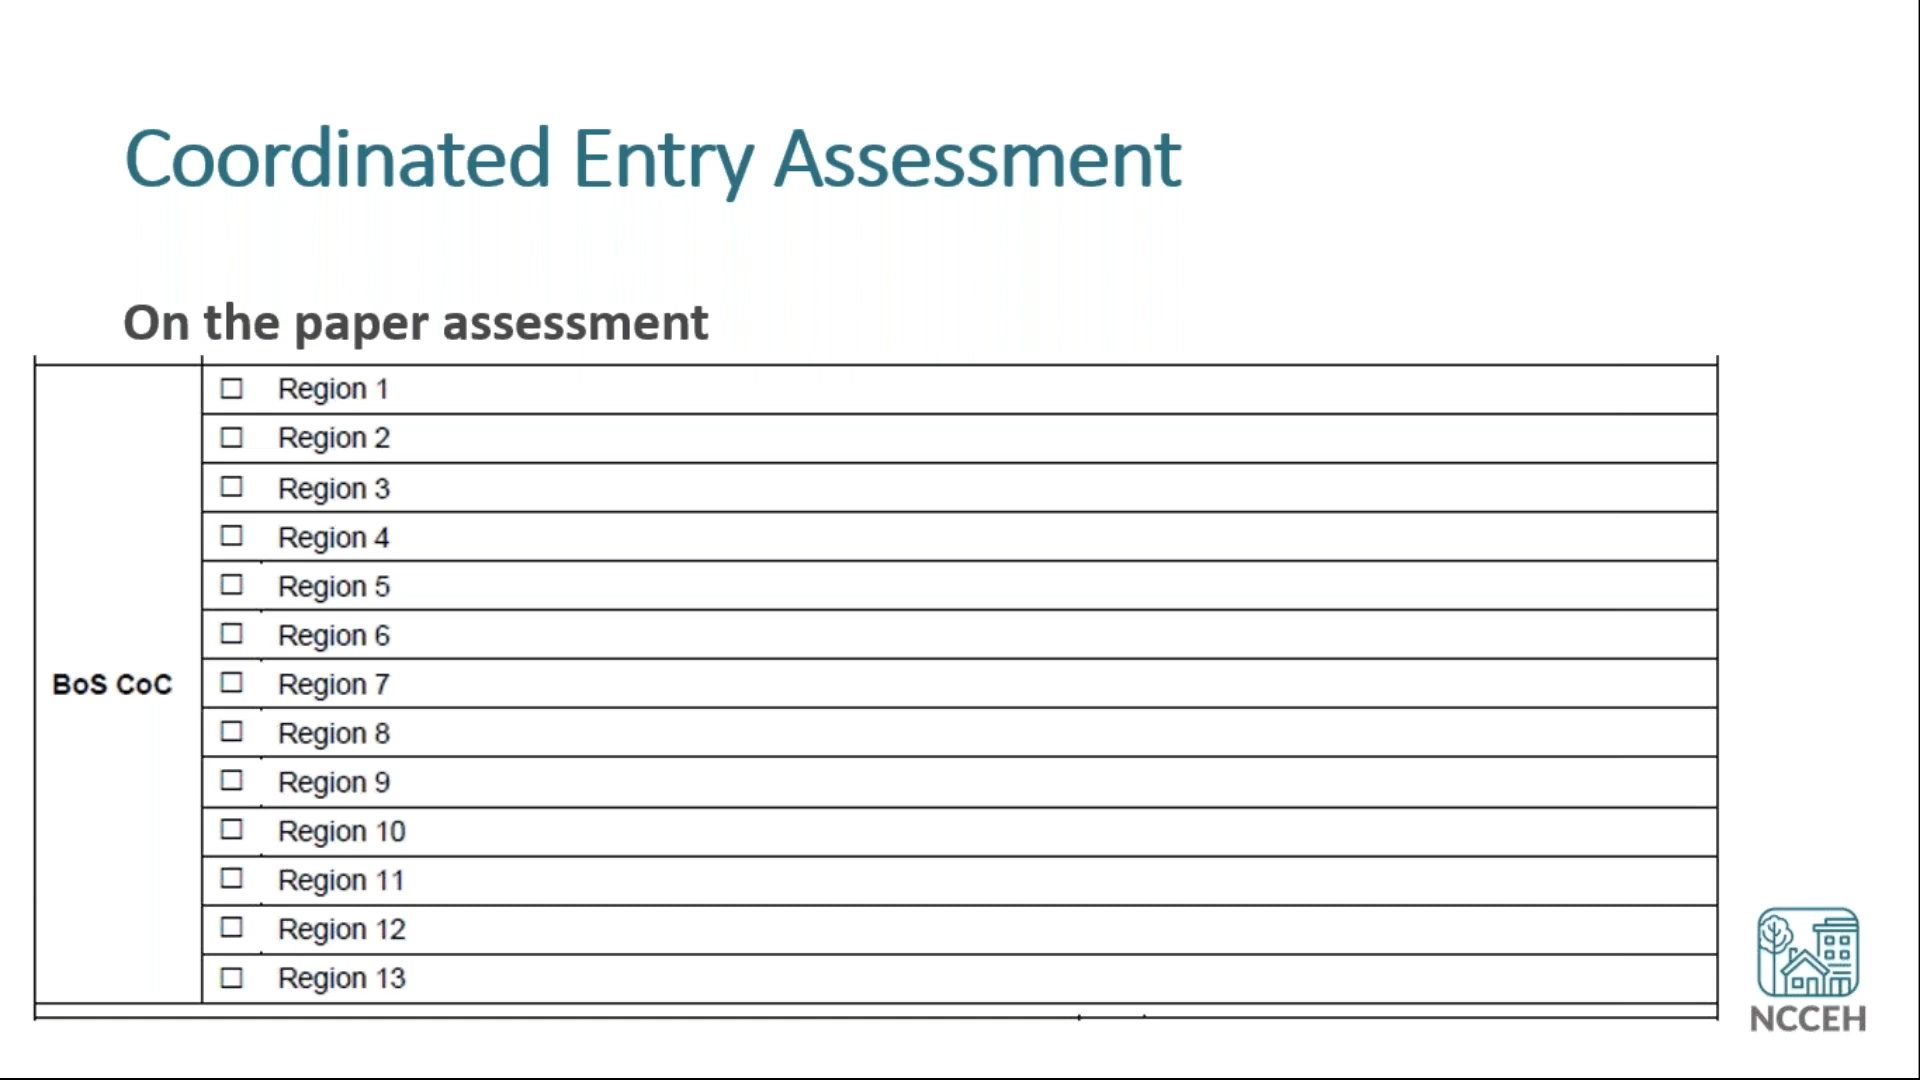 Coordinated Entry Assessment
On the paper assessment
BoS CoC
☐ Region 1
☐ Region 2
☐ Region 3
☐ Region 4
☐ Region 5
☐ Region 6
☐ Region 7
☐ Region 8
☐ Region 9
☐ Region 10
☐ Region 11
☐ Region 12
☐ Region 13
NCCEH